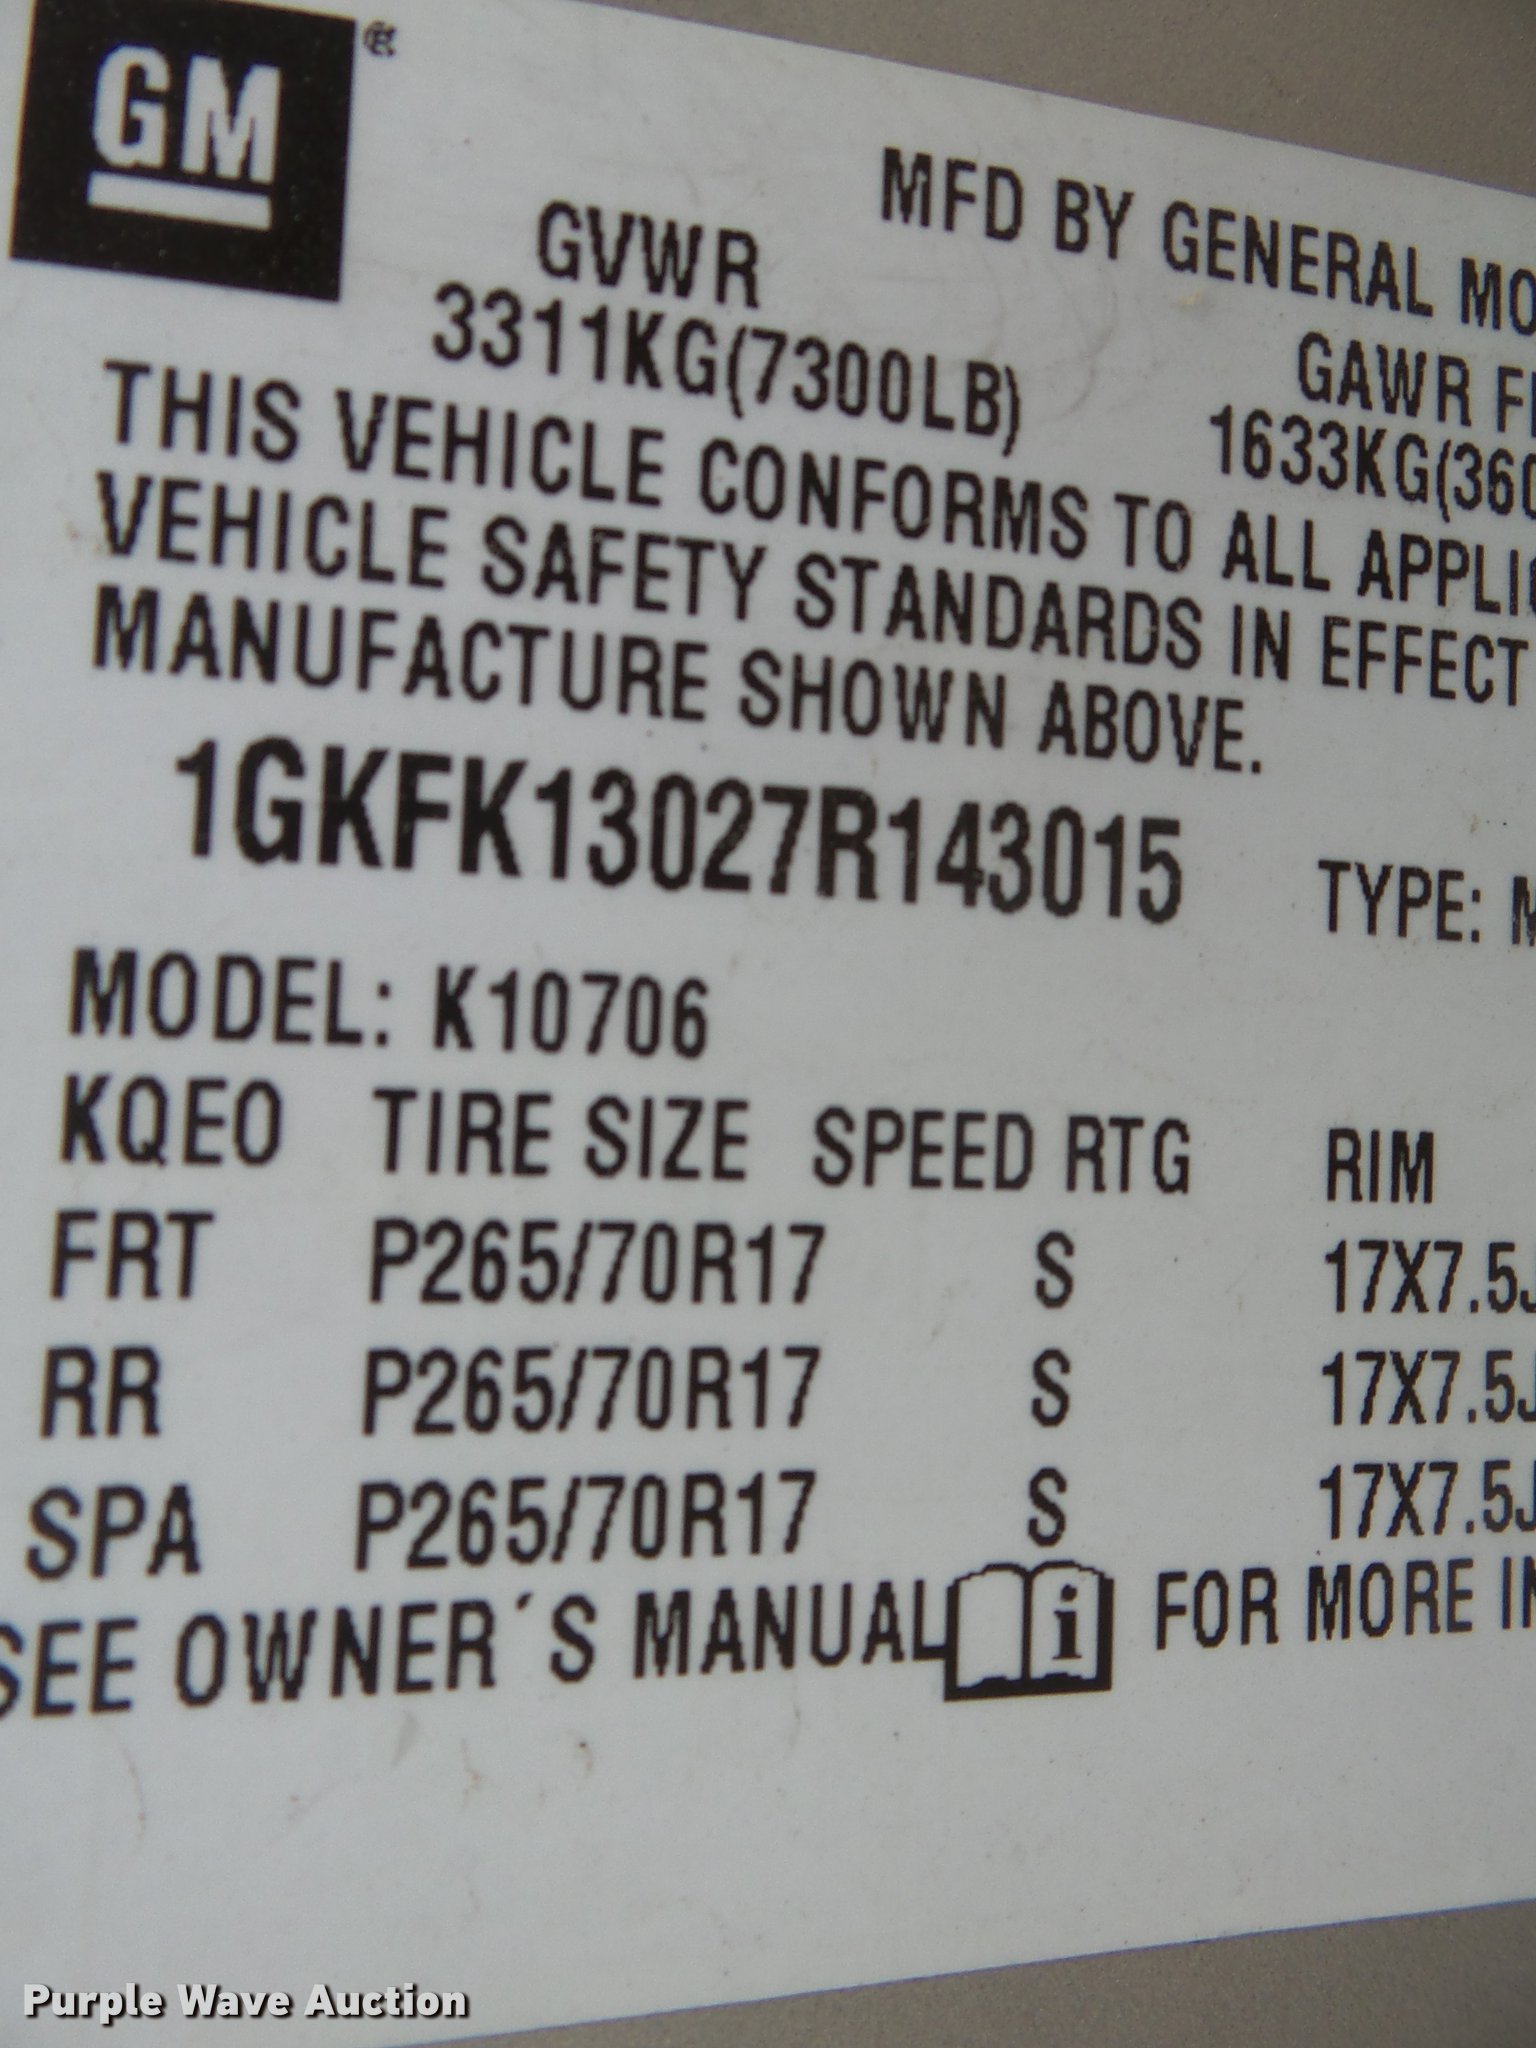 GM ®
MFD BY GENERAL MO
GVWR
3311KG(7300LB)
GAWR F
1633KG(360
THIS VEHICLE CONFORMS TO ALL APPLI
VEHICLE SAFETY STANDARDS IN EFFECT
MANUFACTURE SHOWN ABOVE.
1GKFK13027R143015
TYPE: M
MODEL: K10706
KQEO TIRE SIZE SPEED RTG RIM
FRT P265/70R17 S 17X7.5J
RR P265/70R17 S 17X7.5J
SPA P265/70R17 S 17X7.5J
SEE OWNER´S MANUAL i FOR MORE IN
Purple Wave Auction